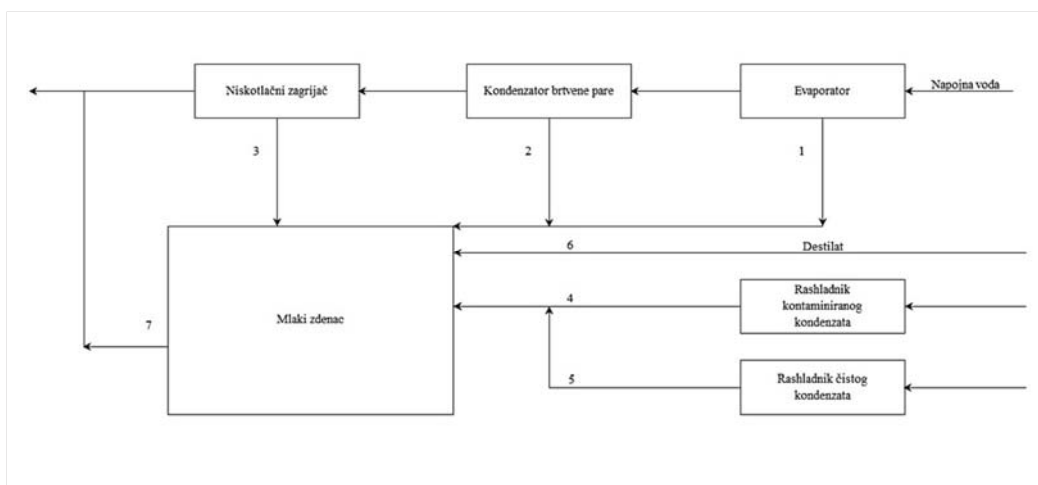 Niskotlačni zagrijač
Kondenzator brtvene pare
Evaporator
Napojna voda
3
2
1
6
Destilat
Mlaki zdenac
4
Rashladnik
kontaminiranog
kondenzata
7
5
Rashladnik čistog
kondenzata